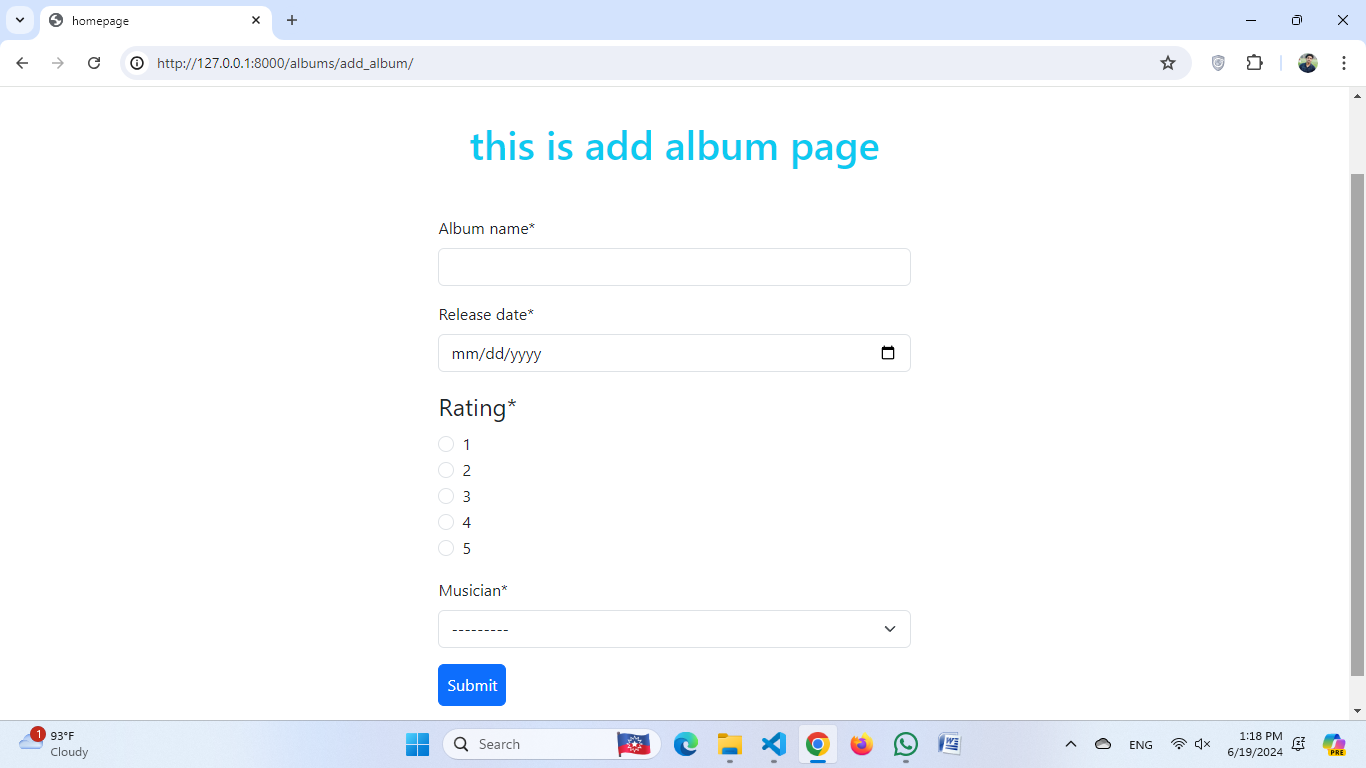 homepage
http://127.0.0.1:8000/albums/add_album/
this is add album page
Album name*
Release date*
mm/dd/yyyy
Rating*
1
2
3
4
5
Musician*
---------
Submit
1
93°F
Cloudy
Search
W
ENG
1:18 PM
6/19/2024
PRE